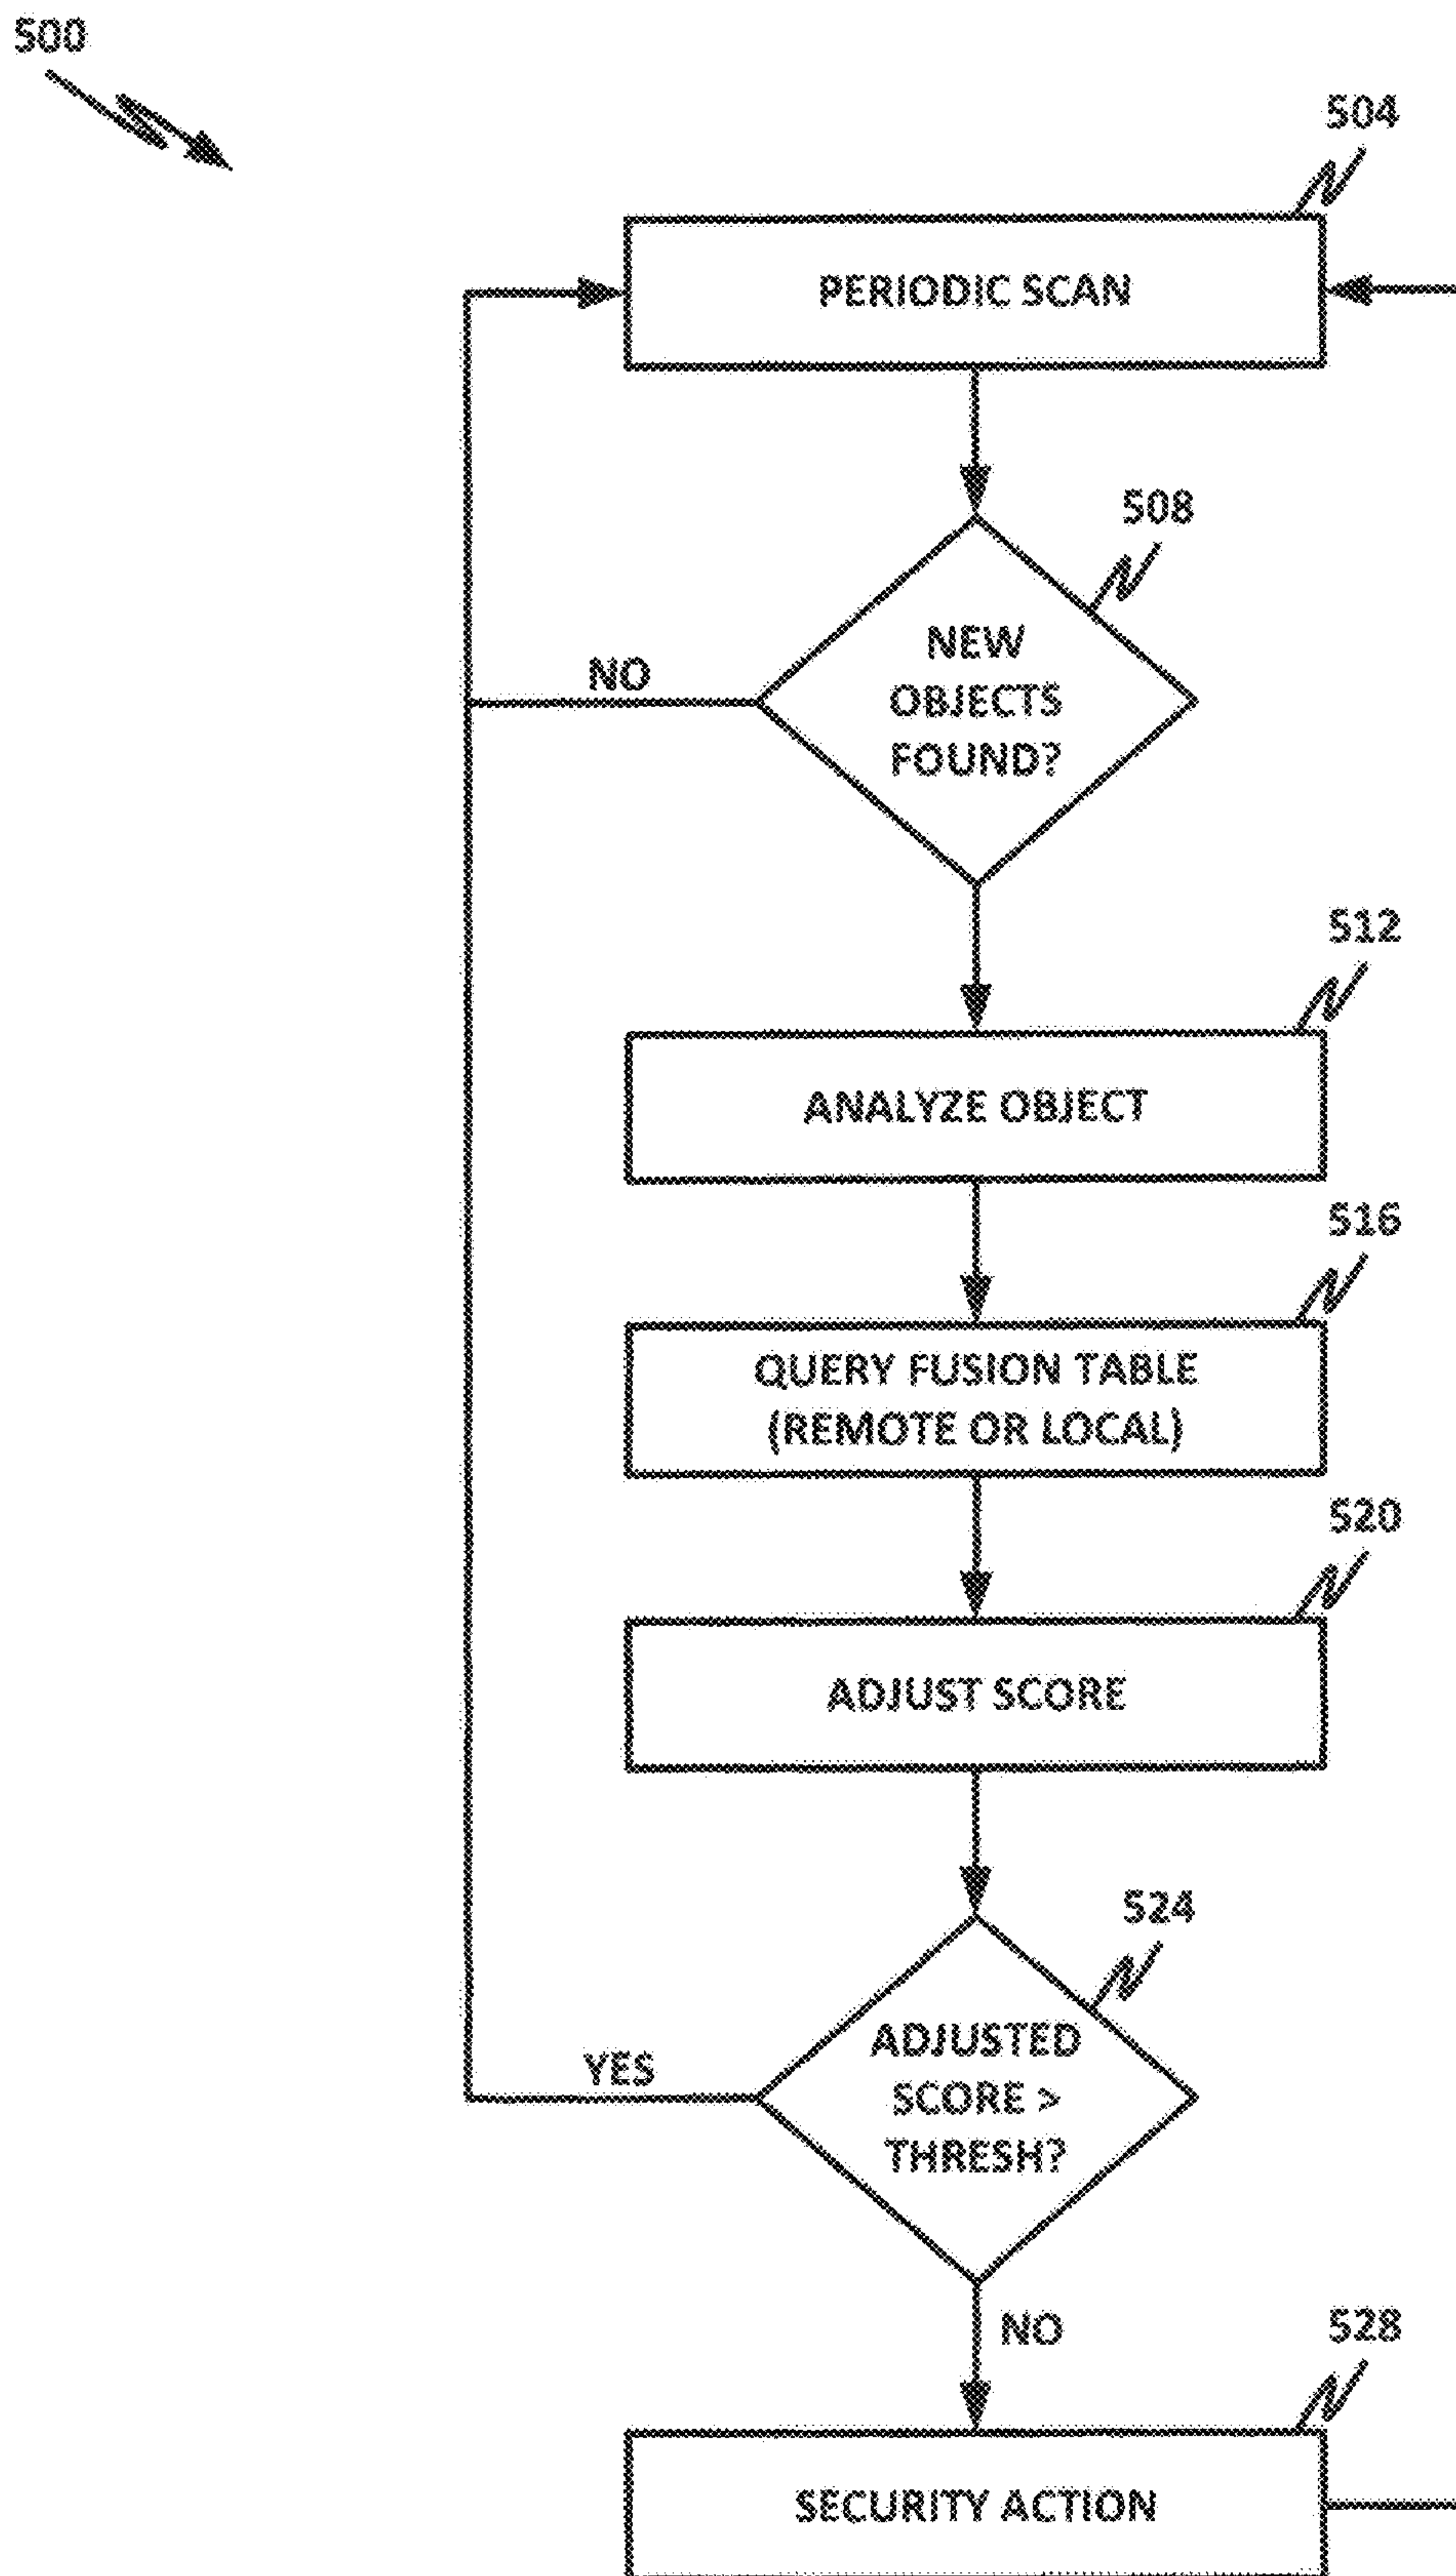 500
504
PERIODIC SCAN
508
NEW
OBJECTS
FOUND?
NO
512
ANALYZE OBJECT
516
QUERY FUSION TABLE
(REMOTE OR LOCAL)
520
ADJUST SCORE
524
ADJUSTED
SCORE >
THRESH?
YES
NO
528
SECURITY ACTION